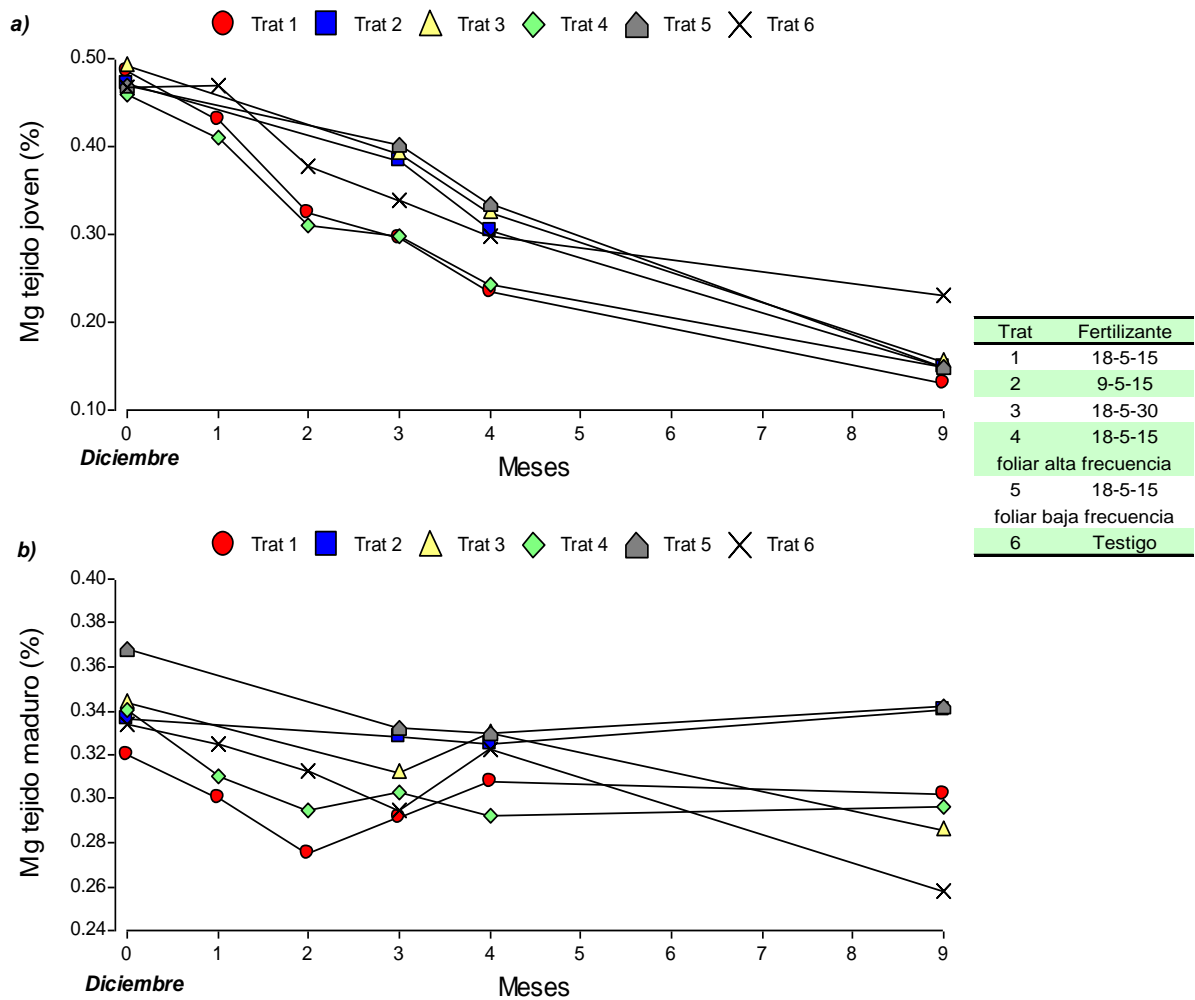 a)
Trat 1 Trat 2 Trat 3 Trat 4 Trat 5 Trat 6
Mg tejido joven (%)
0.50
0.40
0.30
0.20
0.10
0 1 2 3 4 5 6 7 8 9
Diciembre
Meses
Trat Fertilizante
1 18-5-15
2 9-5-15
3 18-5-30
4 18-5-15
foliar alta frecuencia
5 18-5-15
foliar baja frecuencia
6 Testigo
b)
Trat 1 Trat 2 Trat 3 Trat 4 Trat 5 Trat 6
Mg tejido maduro (%)
0.40
0.38
0.36
0.34
0.32
0.30
0.28
0.26
0.24
0 1 2 3 4 5 6 7 8 9
Diciembre
Meses